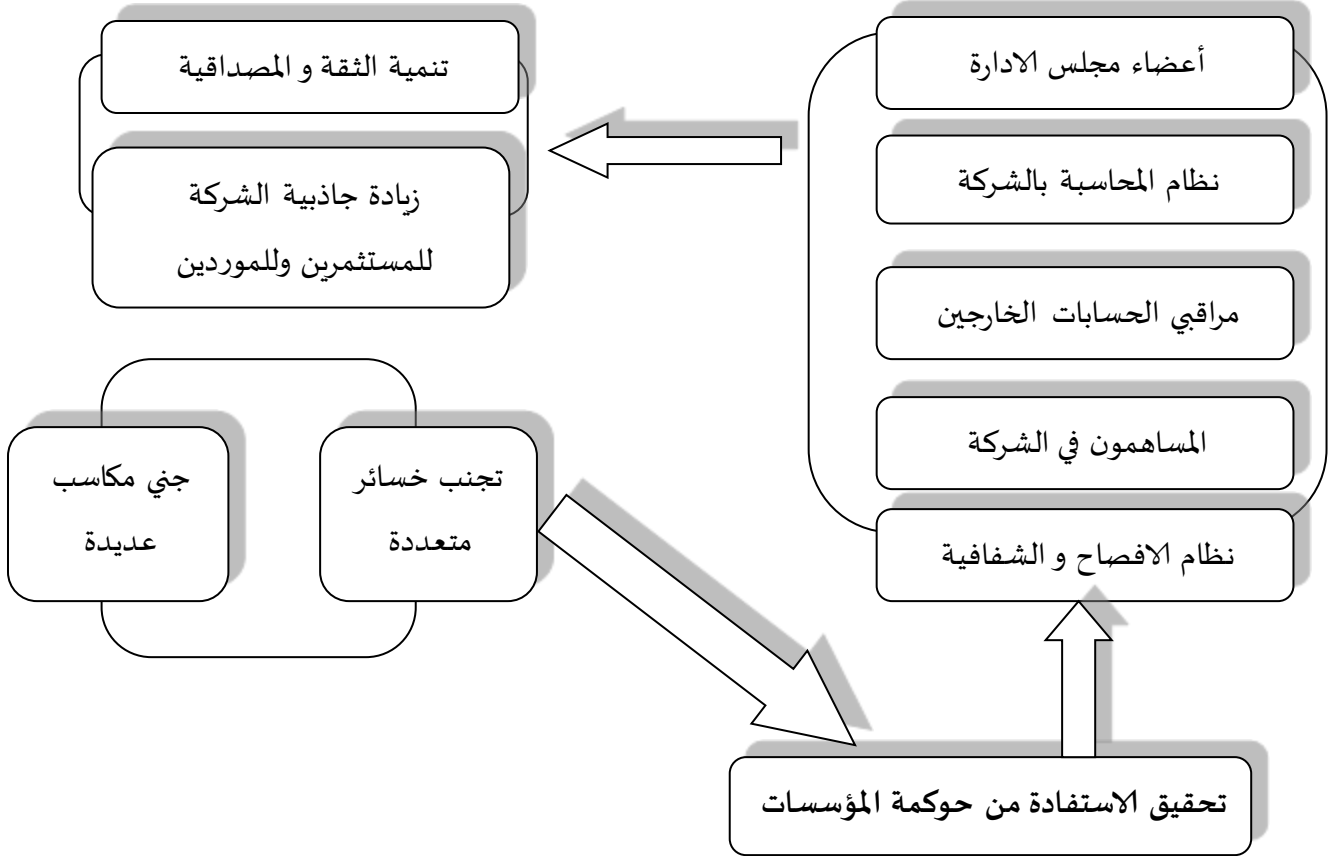 أعضاء مجلس الادارة
نظام المحاسبة بالشركة
مراقبي الحسابات الخارجين
المساهمون في الشركة
نظام الافصاح و الشفافية
تنمية الثقة و المصداقية
زيادة جاذبية الشركة
للمستثمرين وللموردين
تجنب خسائر
متعددة
جني مكاسب
عديدة
تحقيق الاستفادة من حوكمة المؤسسات